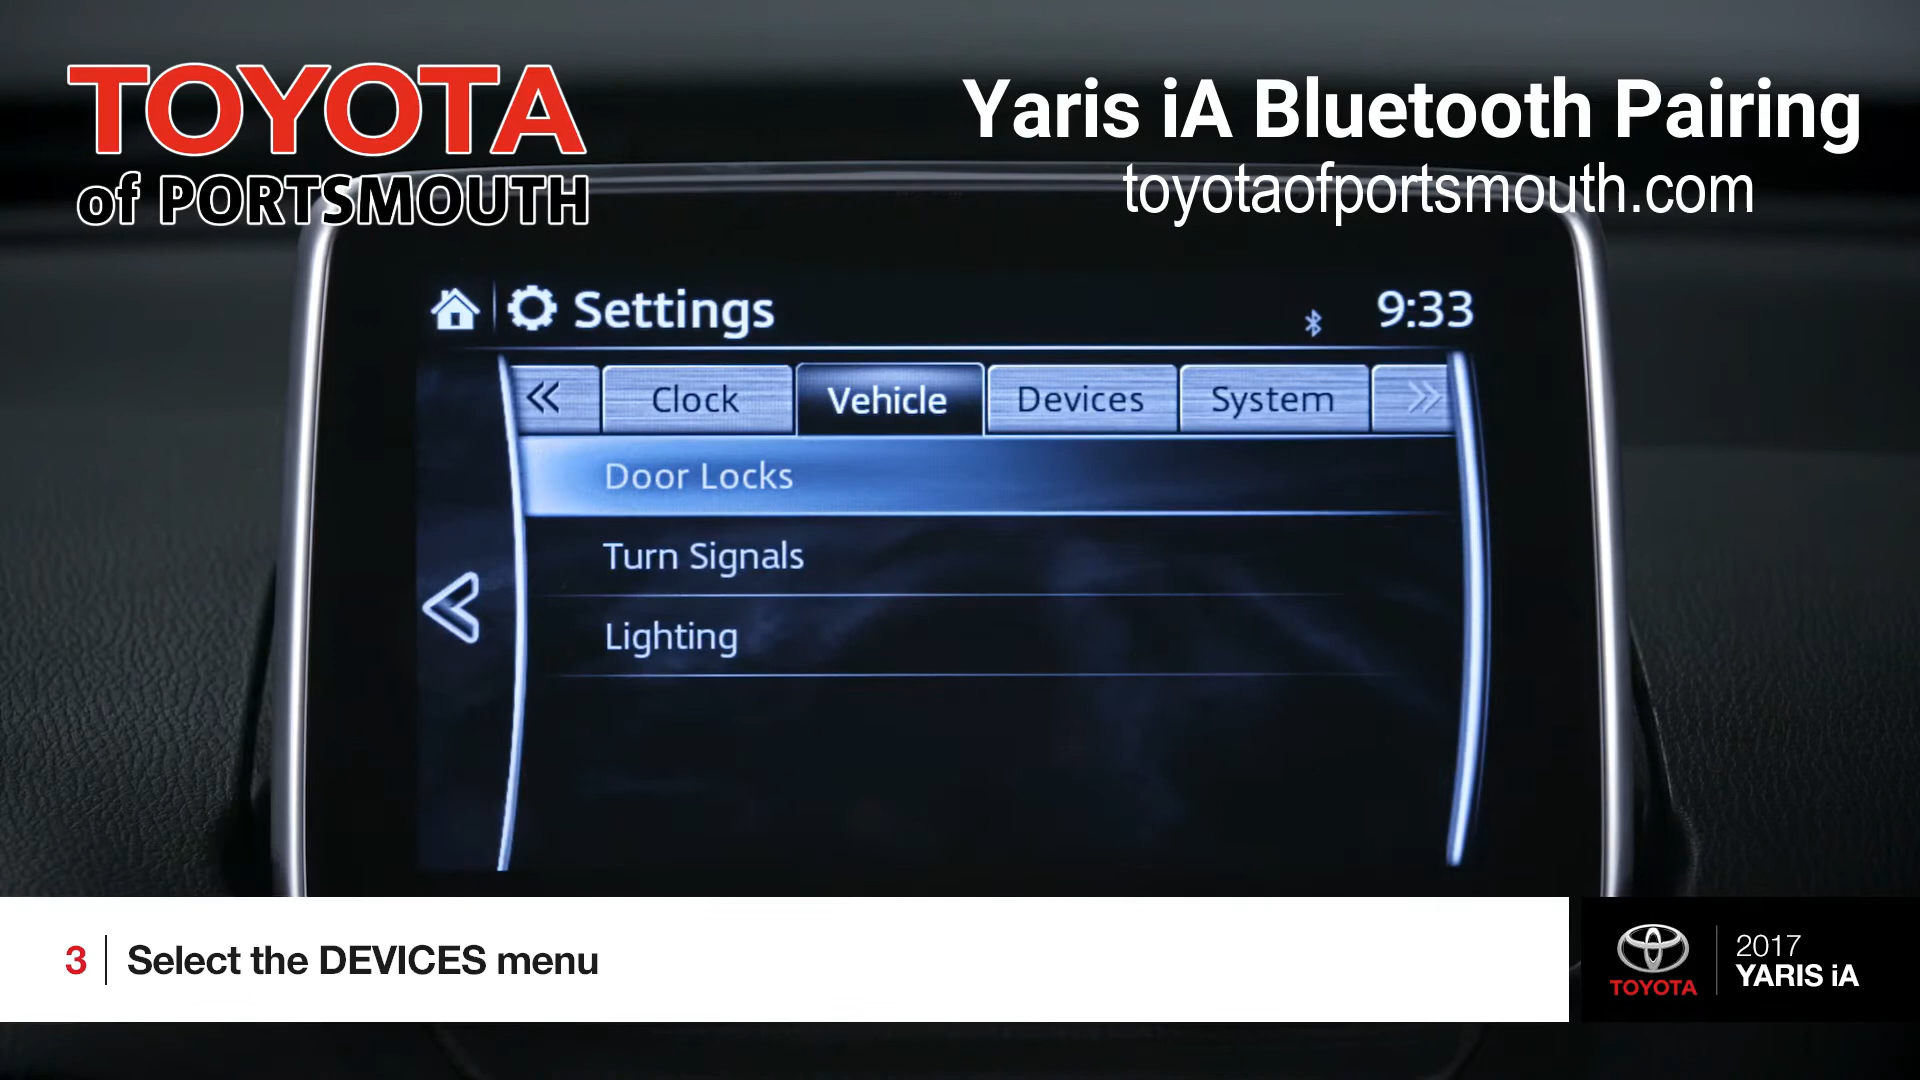 TOYOTA
of PORTSMOUTH
Yaris iA Bluetooth Pairing
toyotaofportsmouth.com
Settings
9:33
Clock
Vehicle
Devices
System
Door Locks
Turn Signals
Lighting
3
Select the DEVICES menu
TOYOTA
2017
YARIS iA